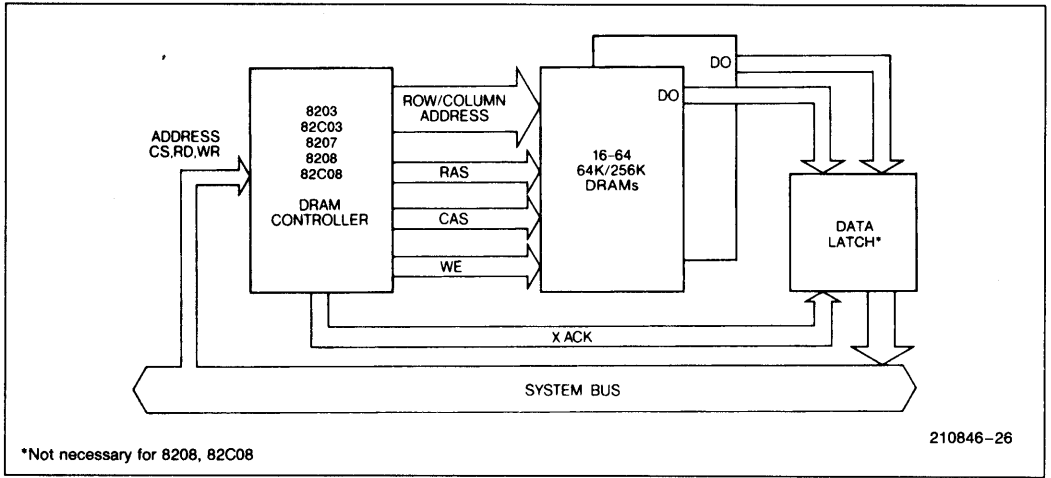 ADDRESS
CS,RD,WR
8203
82C03
8207
8208
82C08
DRAM
CONTROLLER
ROW/COLUMN
ADDRESS
RAS
CAS
WE
DO
DO
16–64
64K/256K
DRAMs
DATA
LATCH*
X ACK
SYSTEM BUS
210846–26
*Not necessary for 8208, 82C08